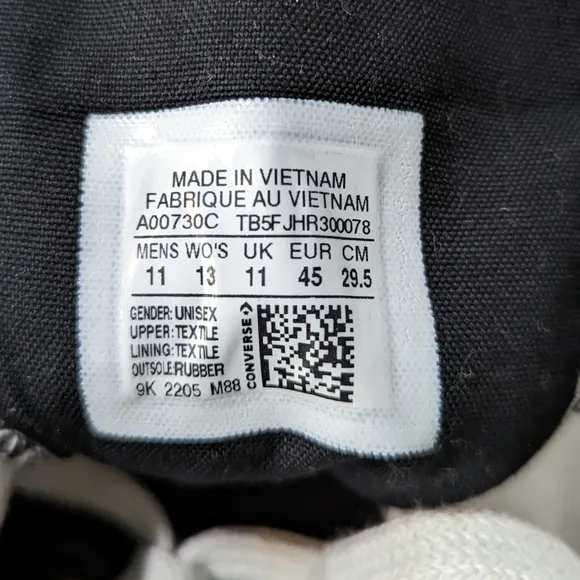 MADE IN VIETNAM
FABRIQUE AU VIETNAM
A00730C TB5FJHR300078
MENS WO'S UK EUR CM
11 13 11 45 29.5
GENDER: UNISEX
UPPER: TEXTILE
LINING: TEXTILE
OUTSOLE: RUBBER
9K 2205 M88
CONVERSE